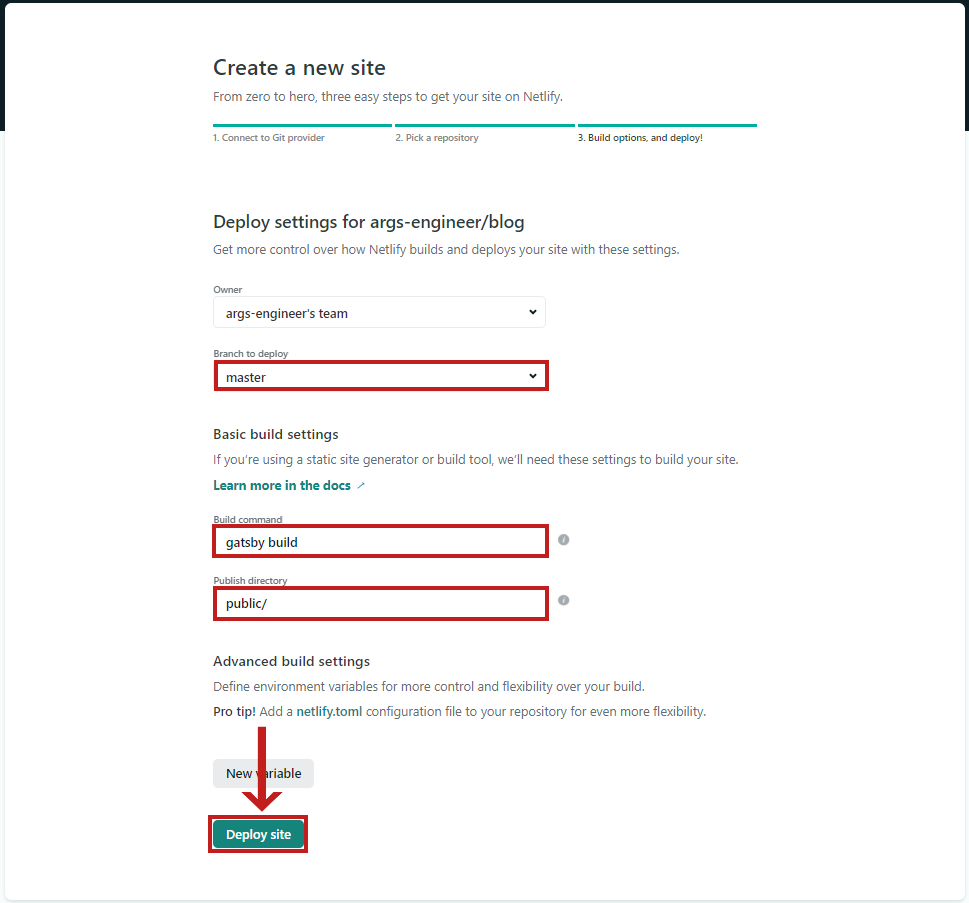 Create a new site
From zero to hero, three easy steps to get your site on Netlify.
1. Connect to Git provider
2. Pick a repository
3. Build options, and deploy!
Deploy settings for args-engineer/blog
Get more control over how Netlify builds and deploys your site with these settings.
Owner
args-engineer's team
Branch to deploy
master
Basic build settings
If you're using a static site generator or build tool, we'll need these settings to build your site.
Learn more in the docs
Build command
gatsby build
Publish directory
public/
Advanced build settings
Define environment variables for more control and flexibility over your build.
Pro tip! Add a netlify.toml configuration file to your repository for even more flexibility.
New variable
Deploy site